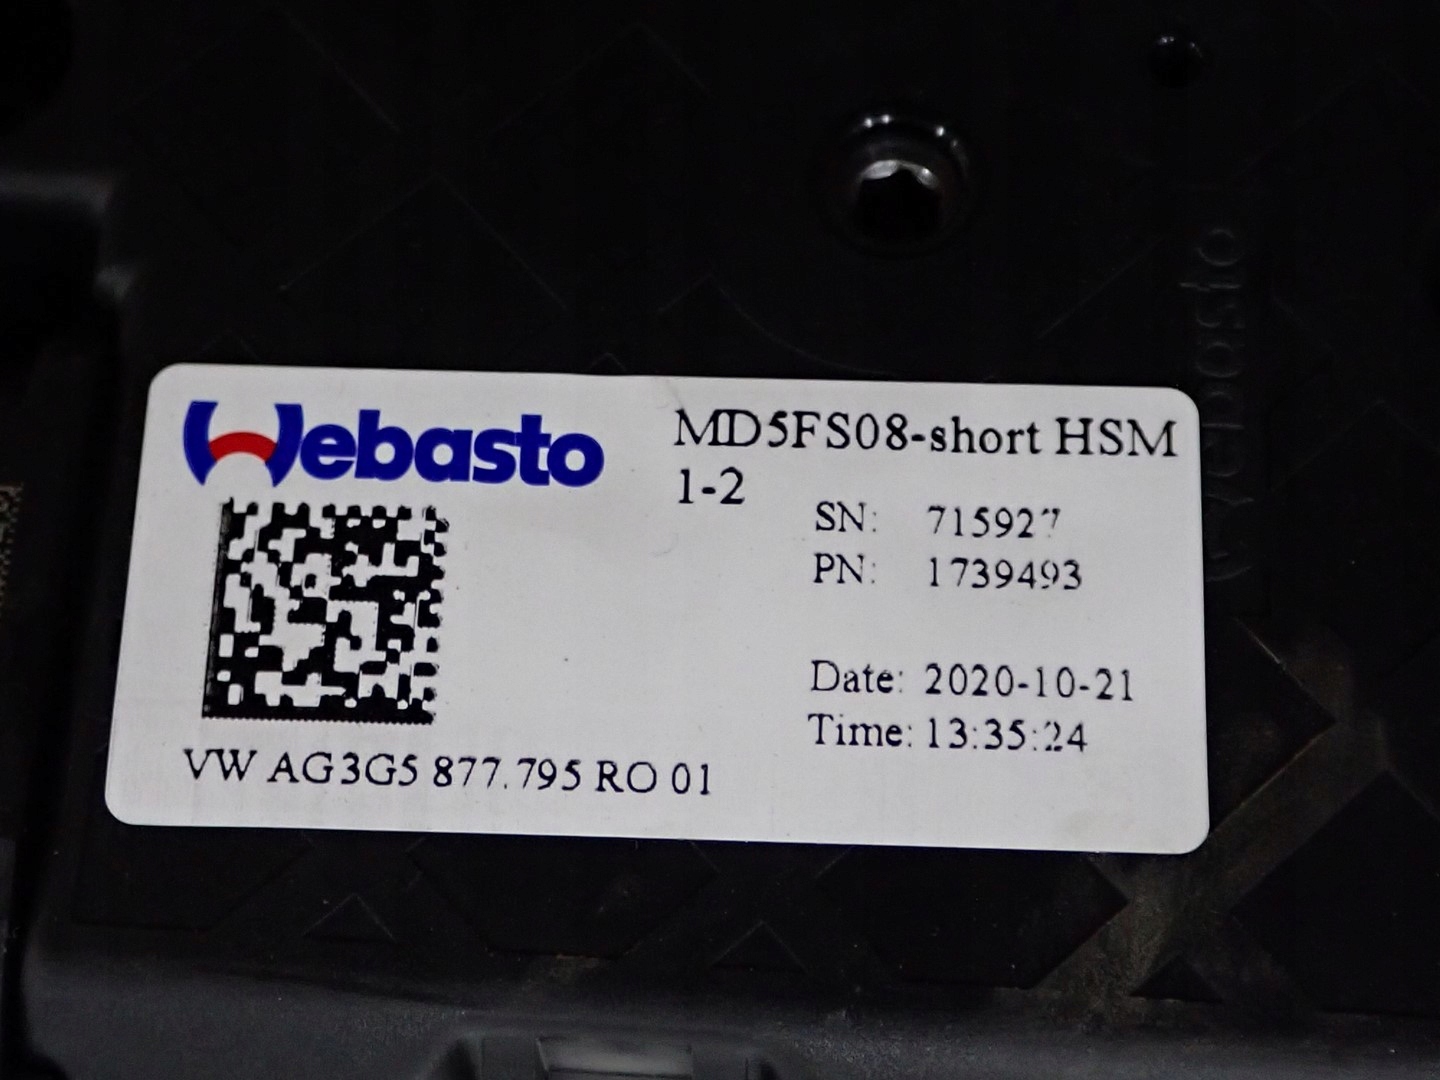 Webasto
MD5FS08-short HSM
1-2
SN: 715927
PN: 1739493
Date: 2020-10-21
Time: 13:35:24
VW AG3G5 877.795 RO 01
Webasto